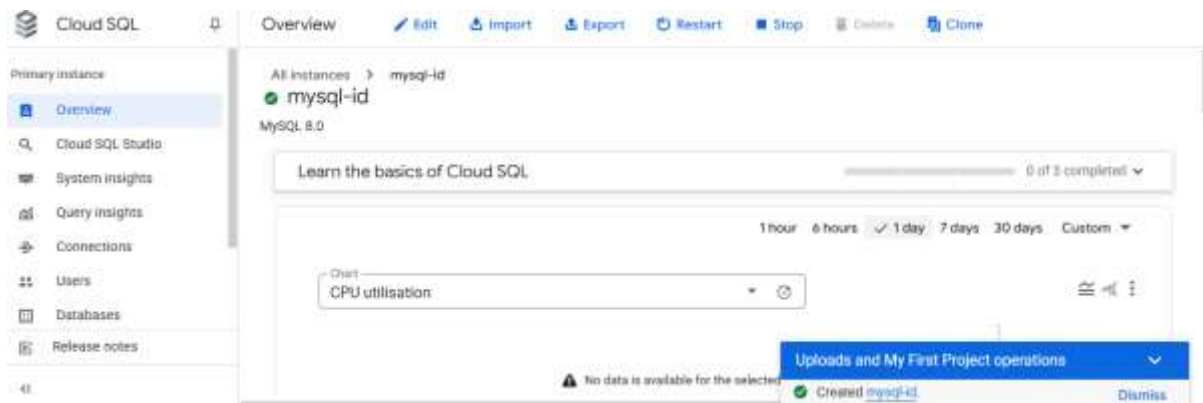 Cloud SQL
Overview Edit Import Export Restart Stop Delete Clone
Primary instance
Overview
Cloud SQL Studio
System insights
Query insights
Connections
Users
Databases
Release notes
All instances > mysql-id
mysql-id
MySQL 8.0
Learn the basics of Cloud SQL 0 of 5 completed
1 hour 6 hours 1 day 7 days 30 days Custom
Chart
CPU utilisation
No data is available for the selected
Uploads and My First Project operations
Created mysql-id.
Dismiss